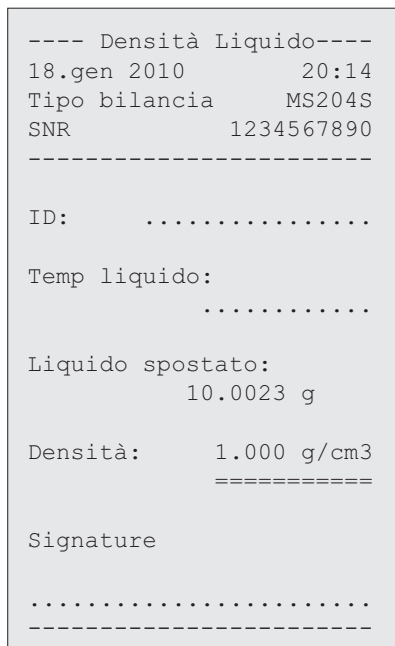 ---- Densità Liquido----
18.gen 2010        20:14
Tipo bilancia     MS204S
SNR           1234567890
------------------------
ID:     ................
Temp liquido:
            ............
Liquido spostato:
           10.0023 g
Densità:     1.000 g/cm3
             ===========
Signature
........................
------------------------